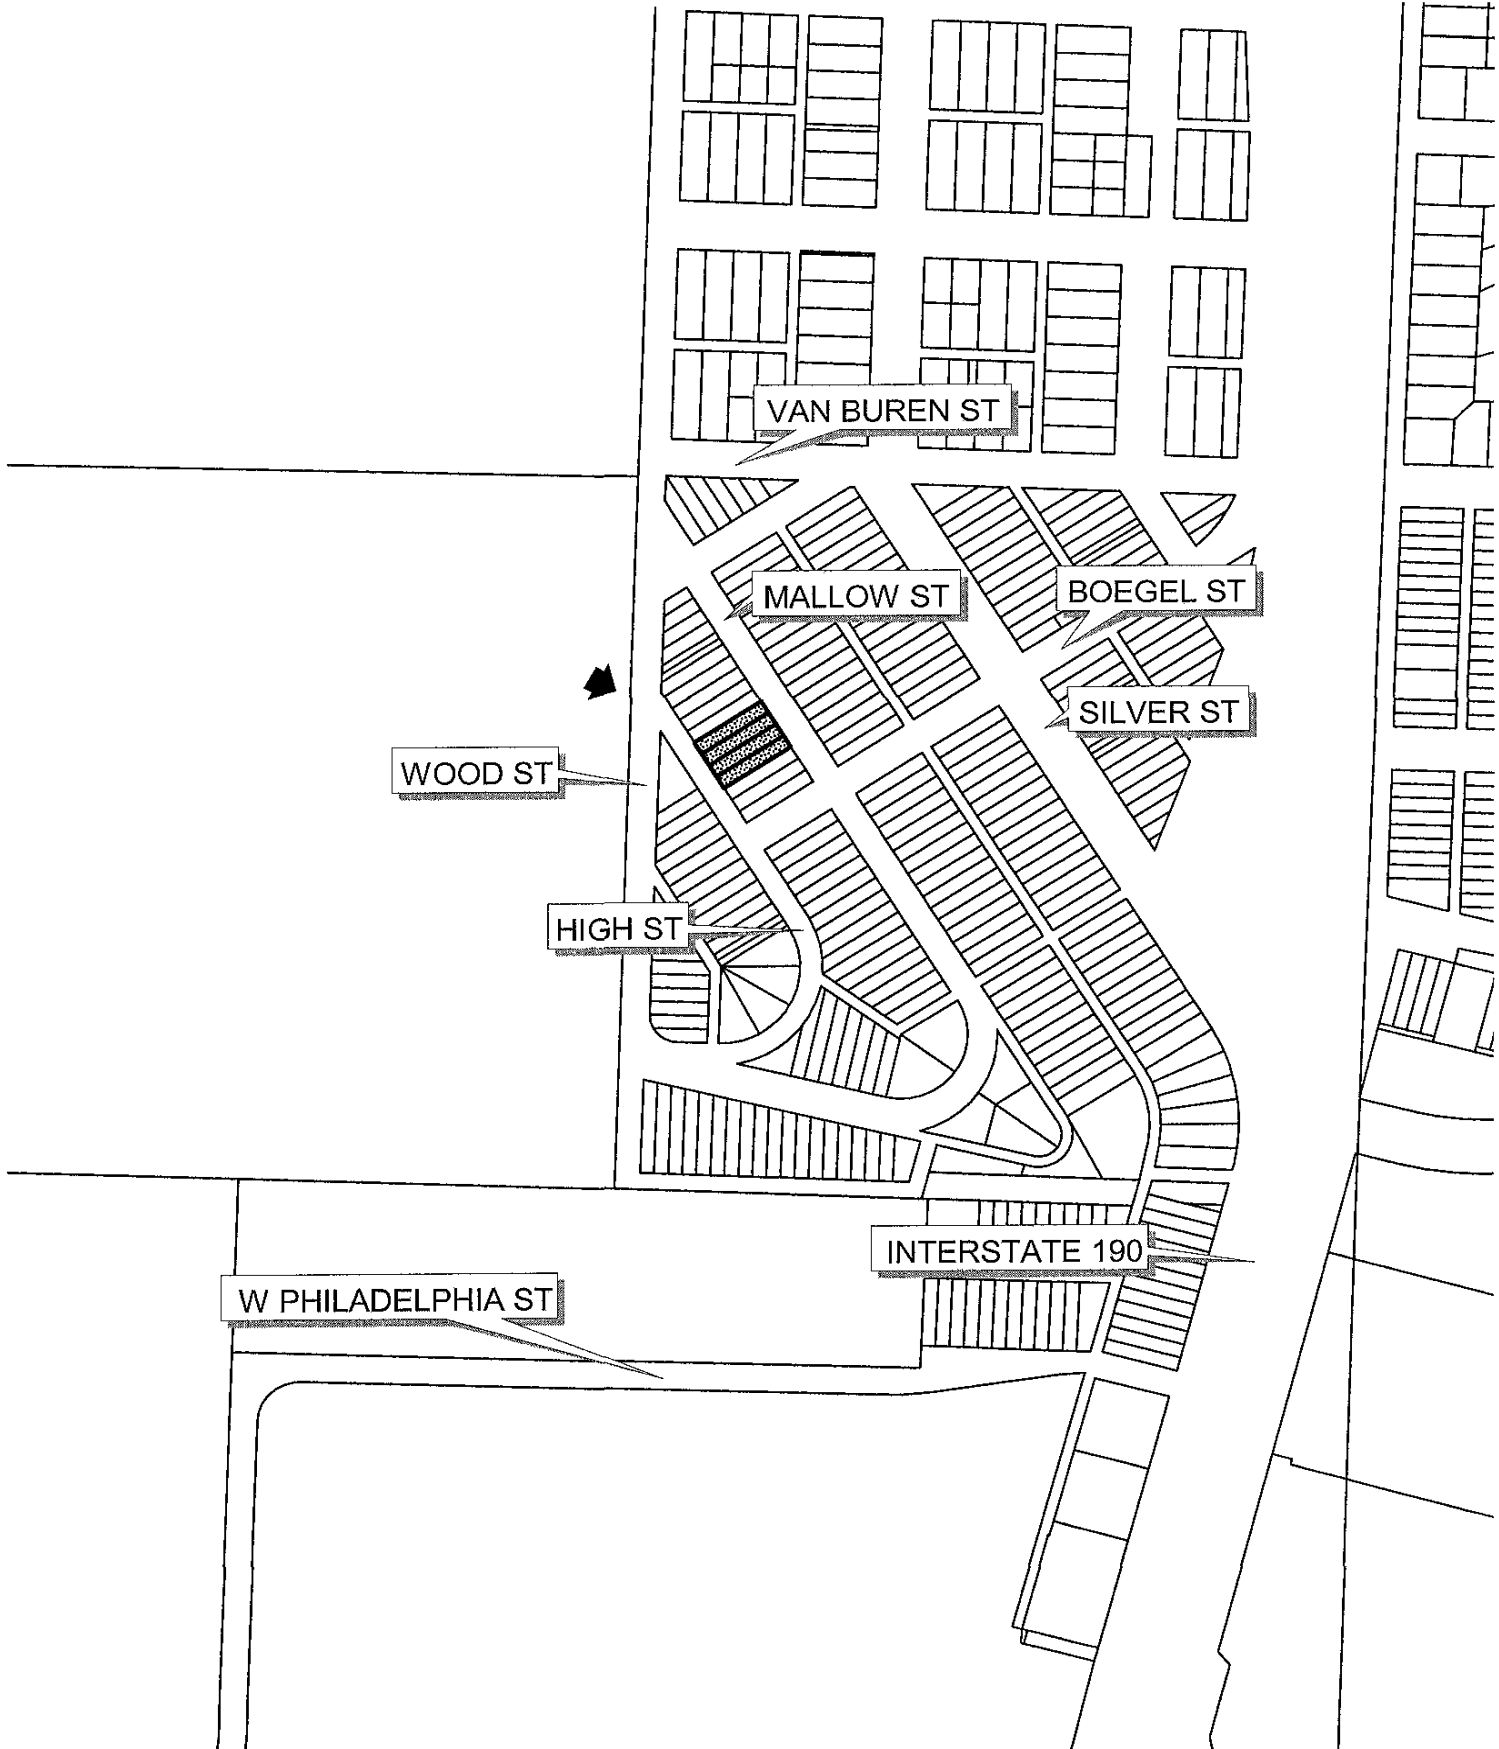 VAN BUREN ST
MALLOW ST
BOEGEL ST
SILVER ST
WOOD ST
HIGH ST
INTERSTATE 190
W PHILADELPHIA ST